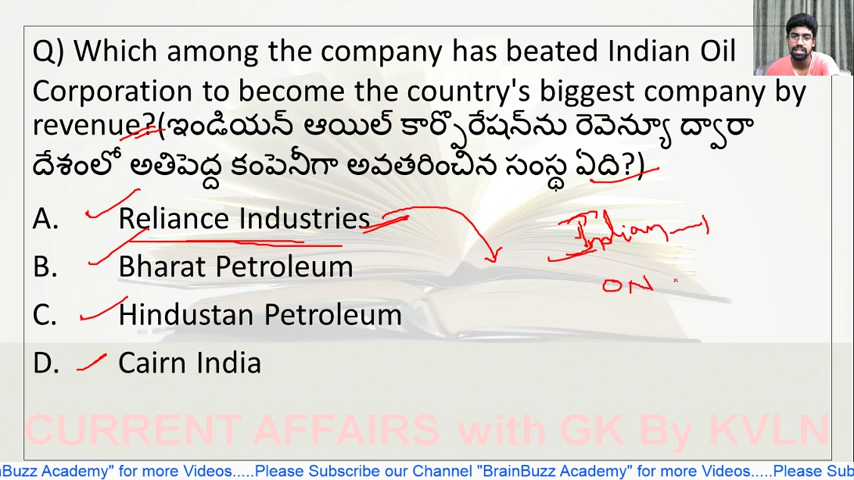 Q) Which among the company has beated Indian Oil
Corporation to become the country's biggest company by
revenue?(ఇండియన్ ఆయిల్ కార్పొరేషన్‌ను రెవెన్యూ ద్వారా
దేశంలో అతిపెద్ద కంపెనీగా అవతరించిన సంస్థ ఏది?)
A. Reliance Industries
Indian 1
B. Bharat Petroleum
ON
C. Hindustan Petroleum
D. Cairn India
CURRENT AFFAIRS with GK By KVLN
inBuzz Academy" for more Videos.....Please Subscribe our Channel "BrainBuzz Academy" for more Videos.....Please Sub